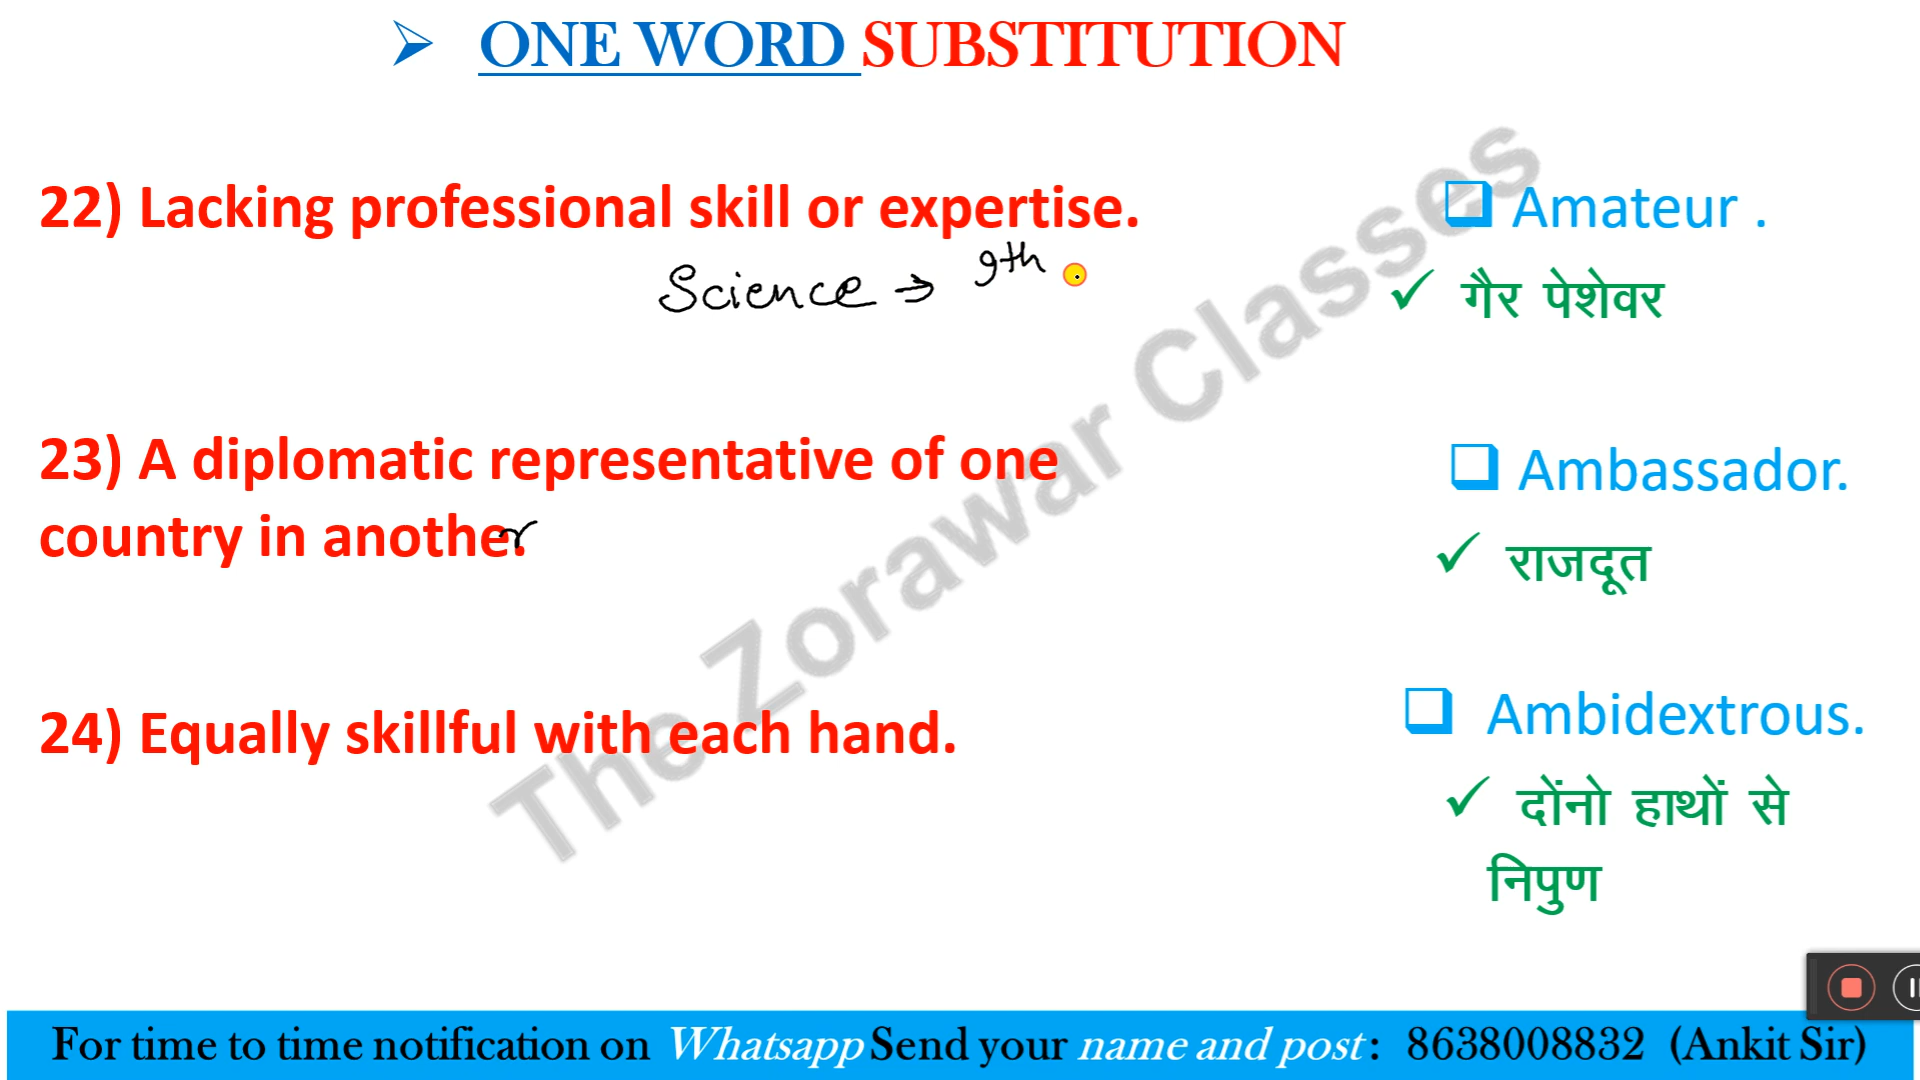 ONE WORD SUBSTITUTION
22) Lacking professional skill or expertise.
Amateur .
Science → 9th
गैर पेशेवर
23) A diplomatic representative of one
country in another.
Ambassador.
राजदूत
24) Equally skillful with each hand.
Ambidextrous.
दोंनो हाथों से
निपुण
The Zorawar Classes
For time to time notification on Whatsapp Send your name and post : 8638008832 (Ankit Sir)